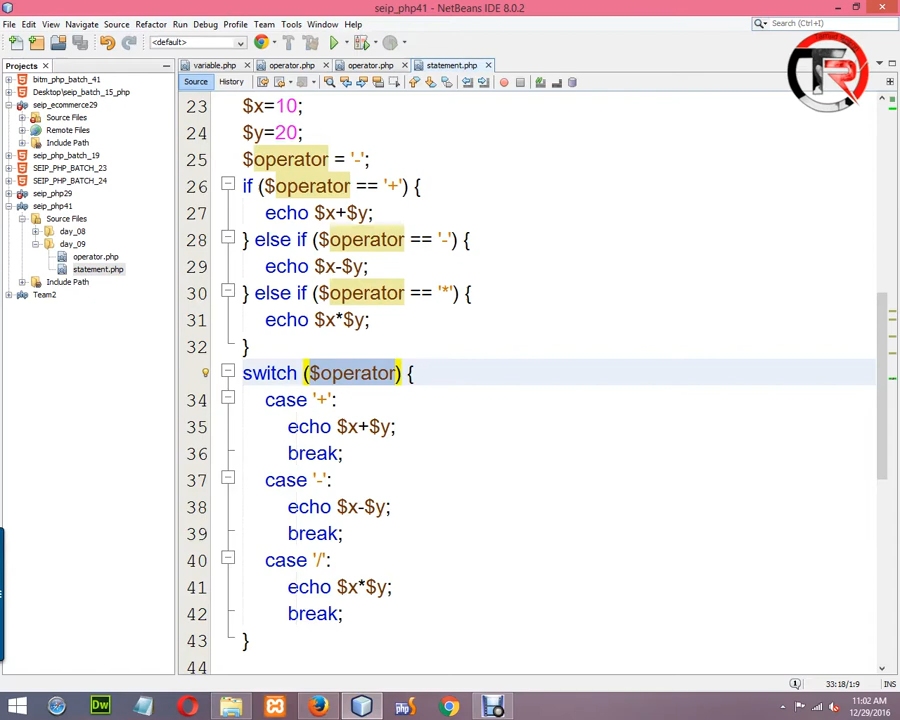 seip_php41 - NetBeans IDE 8.0.2
File Edit View Navigate Source Refactor Run Debug Profile Team Tools Window Help
Search (Ctrl+I)
<default>
Projects
variable.php
operator.php
operator.php
statement.php
Source History
bitm_php_batch_41
Desktop\seip_batch_15_php
seip_ecommerce29
Source Files
Remote Files
Include Path
seip_php_batch_19
SEIP_PHP_BATCH_23
SEIP_PHP_BATCH_24
seip_php29
seip_php41
Source Files
day_08
day_09
operator.php
statement.php
Include Path
Team2
23 $x=10;
24 $y=20;
25 $operator = '-';
26 if ($operator == '+') {
27 echo $x+$y;
28 } else if ($operator == '-') {
29 echo $x-$y;
30 } else if ($operator == '*') {
31 echo $x*$y;
32 }
switch ($operator) {
34 case '+':
35 echo $x+$y;
36 break;
37 case '-':
38 echo $x-$y;
39 break;
40 case '/':
41 echo $x*$y;
42 break;
43 }
44
33:18/1:9 INS
Dw
php
11:02 AM
12/29/2016